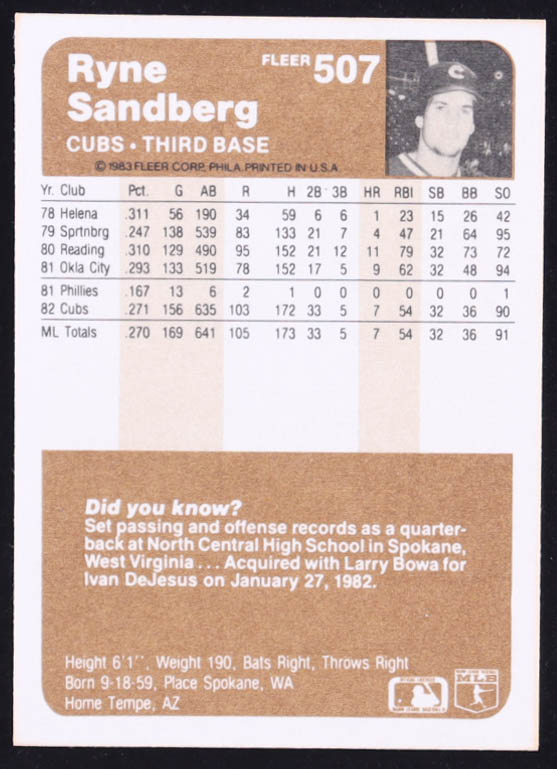 Ryne
Sandberg
FLEER 507
CUBS • THIRD BASE
© 1983 FLEER CORP. PHILA. PRINTED IN U.S.A.
Yr. Club Pct. G AB R H 2B 3B HR RBI SB BB SO
78 Helena .311 56 190 34 59 6 6 1 23 15 26 42
79 Sprtnbrg .247 138 539 83 133 21 7 4 47 21 64 95
80 Reading .310 129 490 95 152 21 12 11 79 32 73 72
81 Okla City .293 133 519 78 152 17 5 9 62 32 48 94
81 Phillies .167 13 6 2 1 0 0 0 0 0 0 1
82 Cubs .271 156 635 103 172 33 5 7 54 32 36 90
ML Totals .270 169 641 105 173 33 5 7 54 32 36 91
Did you know?
Set passing and offense records as a quarter-
back at North Central High School in Spokane,
West Virginia . . . Acquired with Larry Bowa for
Ivan DeJesus on January 27, 1982.
Height 6'1'', Weight 190, Bats Right, Throws Right
Born 9-18-59, Place Spokane, WA
Home Tempe, AZ
MLB